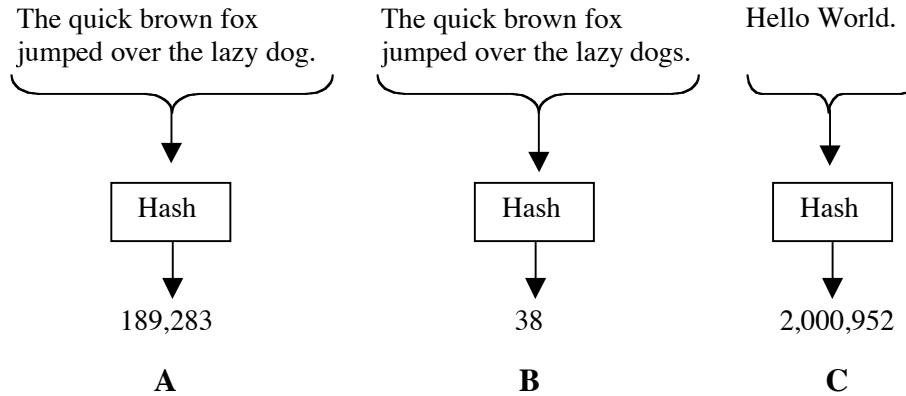 The quick brown fox
jumped over the lazy dog.
The quick brown fox
jumped over the lazy dogs.
Hello World.
Hash
Hash
Hash
189,283
38
2,000,952
A
B
C